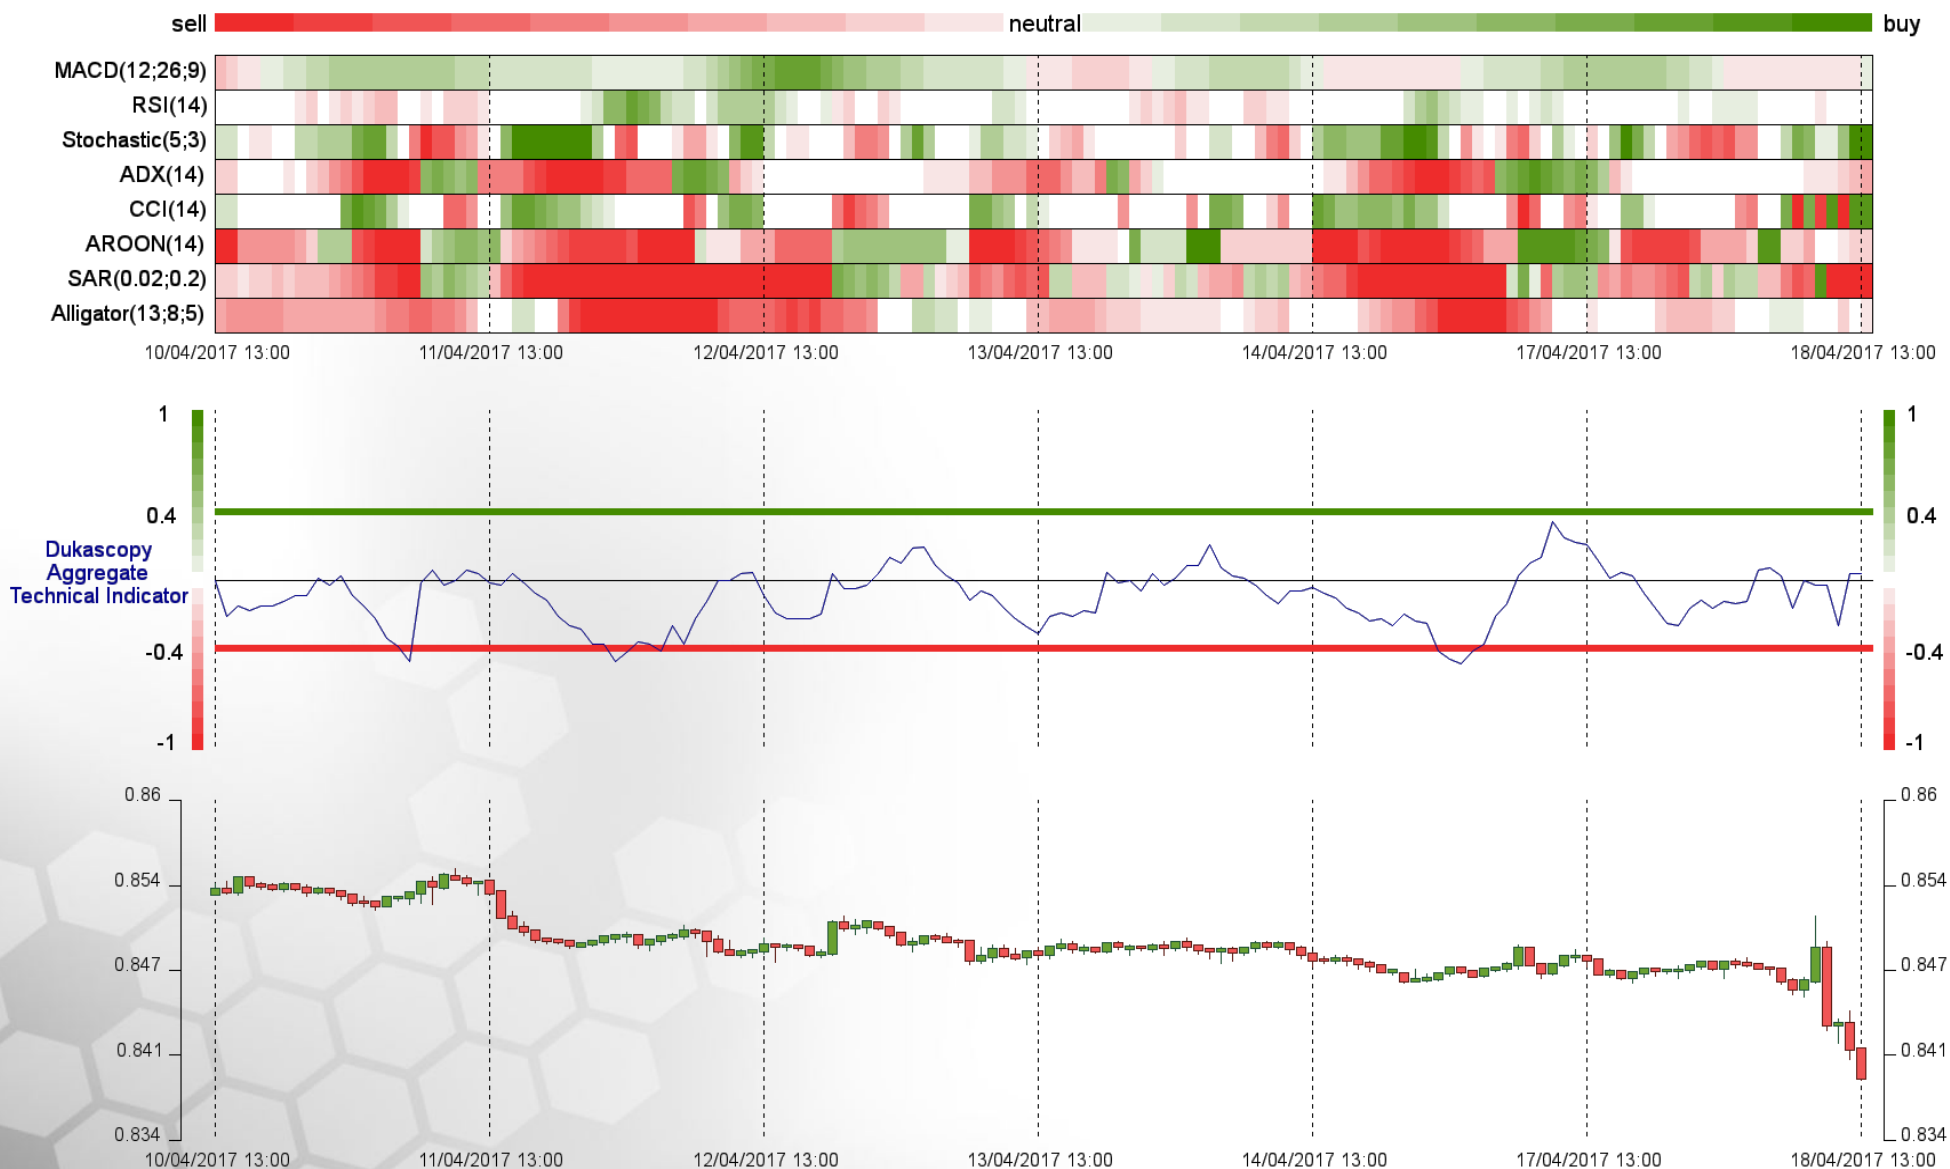 sell neutral buy
MACD(12;26;9)
RSI(14)
Stochastic(5;3)
ADX(14)
CCI(14)
AROON(14)
SAR(0.02;0.2)
Alligator(13;8;5)
10/04/2017 13:00 11/04/2017 13:00 12/04/2017 13:00 13/04/2017 13:00 14/04/2017 13:00 17/04/2017 13:00 18/04/2017 13:00
1 1
0.4 0.4
Dukascopy
Aggregate
Technical Indicator
-0.4 -0.4
-1 -1
0.86 0.86
0.854 0.854
0.847 0.847
0.841 0.841
0.834 0.834
10/04/2017 13:00 11/04/2017 13:00 12/04/2017 13:00 13/04/2017 13:00 14/04/2017 13:00 17/04/2017 13:00 18/04/2017 13:00